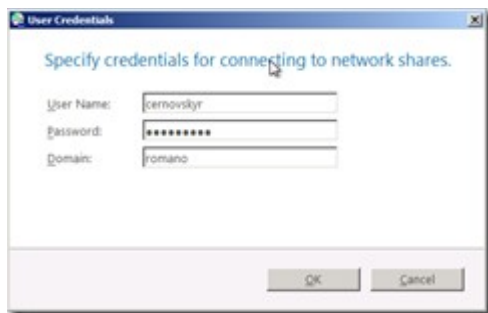 User Credentials
Specify credentials for connecting to network shares.
User Name: cernovskyr
Password: •••••••••
Domain: romano
OK Cancel